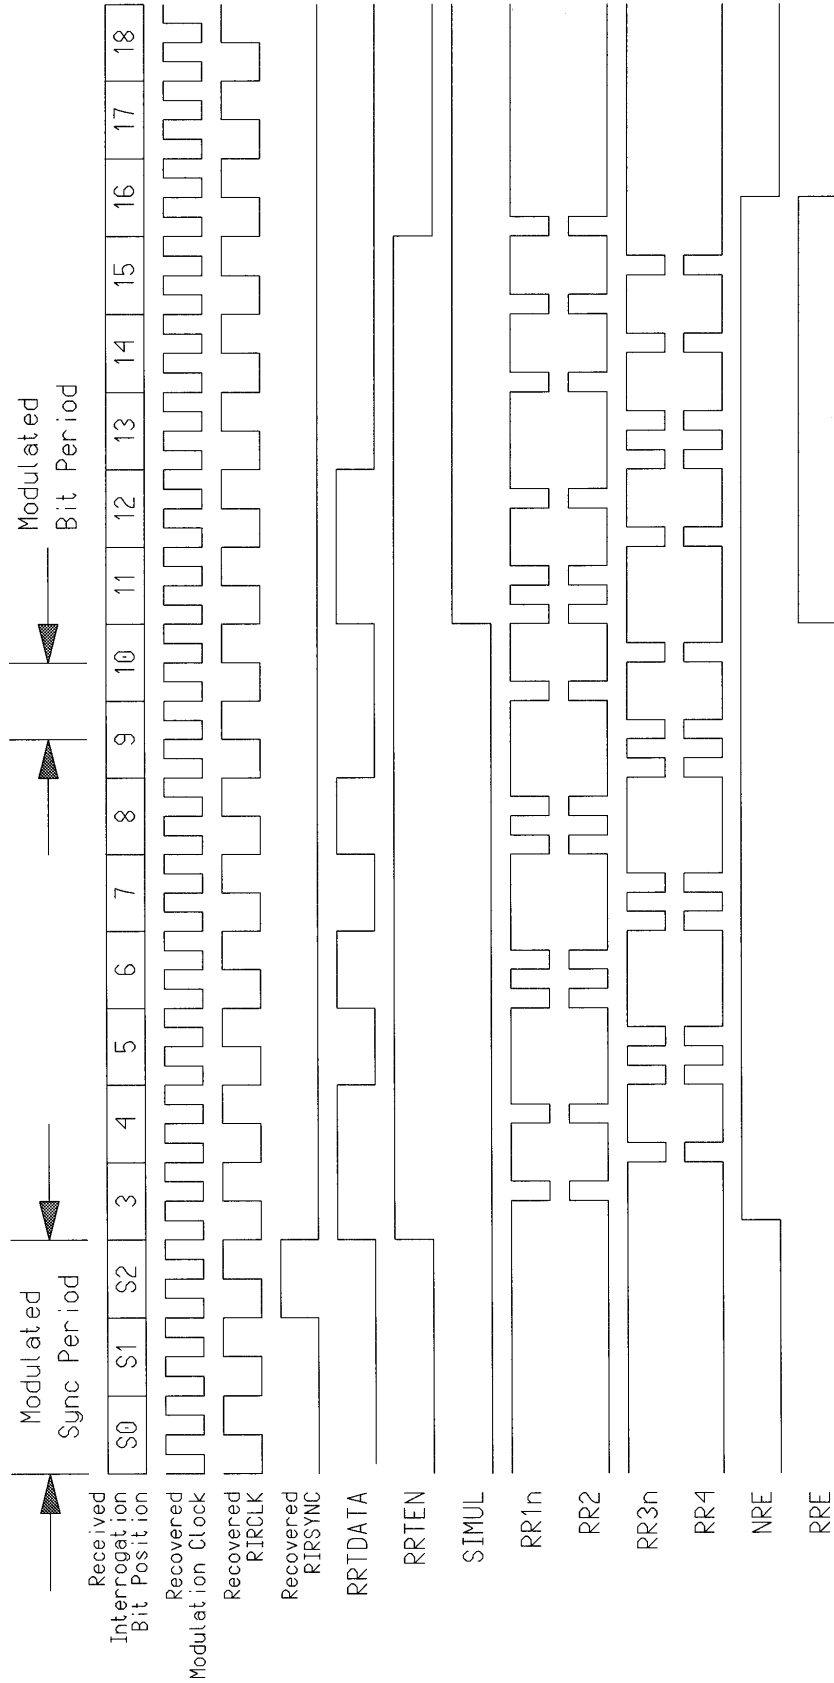 Modulated
Sync Period
Modulated
Bit Period
Received
Interrogation
Bit Position
S0 S1 S2 3 4 5 6 7 8 9 10 11 12 13 14 15 16 17 18
Recovered
Modulation Clock
Recovered
RIRCLK
Recovered
RIRSYNC
RRTDATA
RRTEN
SIMUL
RR1n
RR2
RR3n
RR4
NRE
RRE